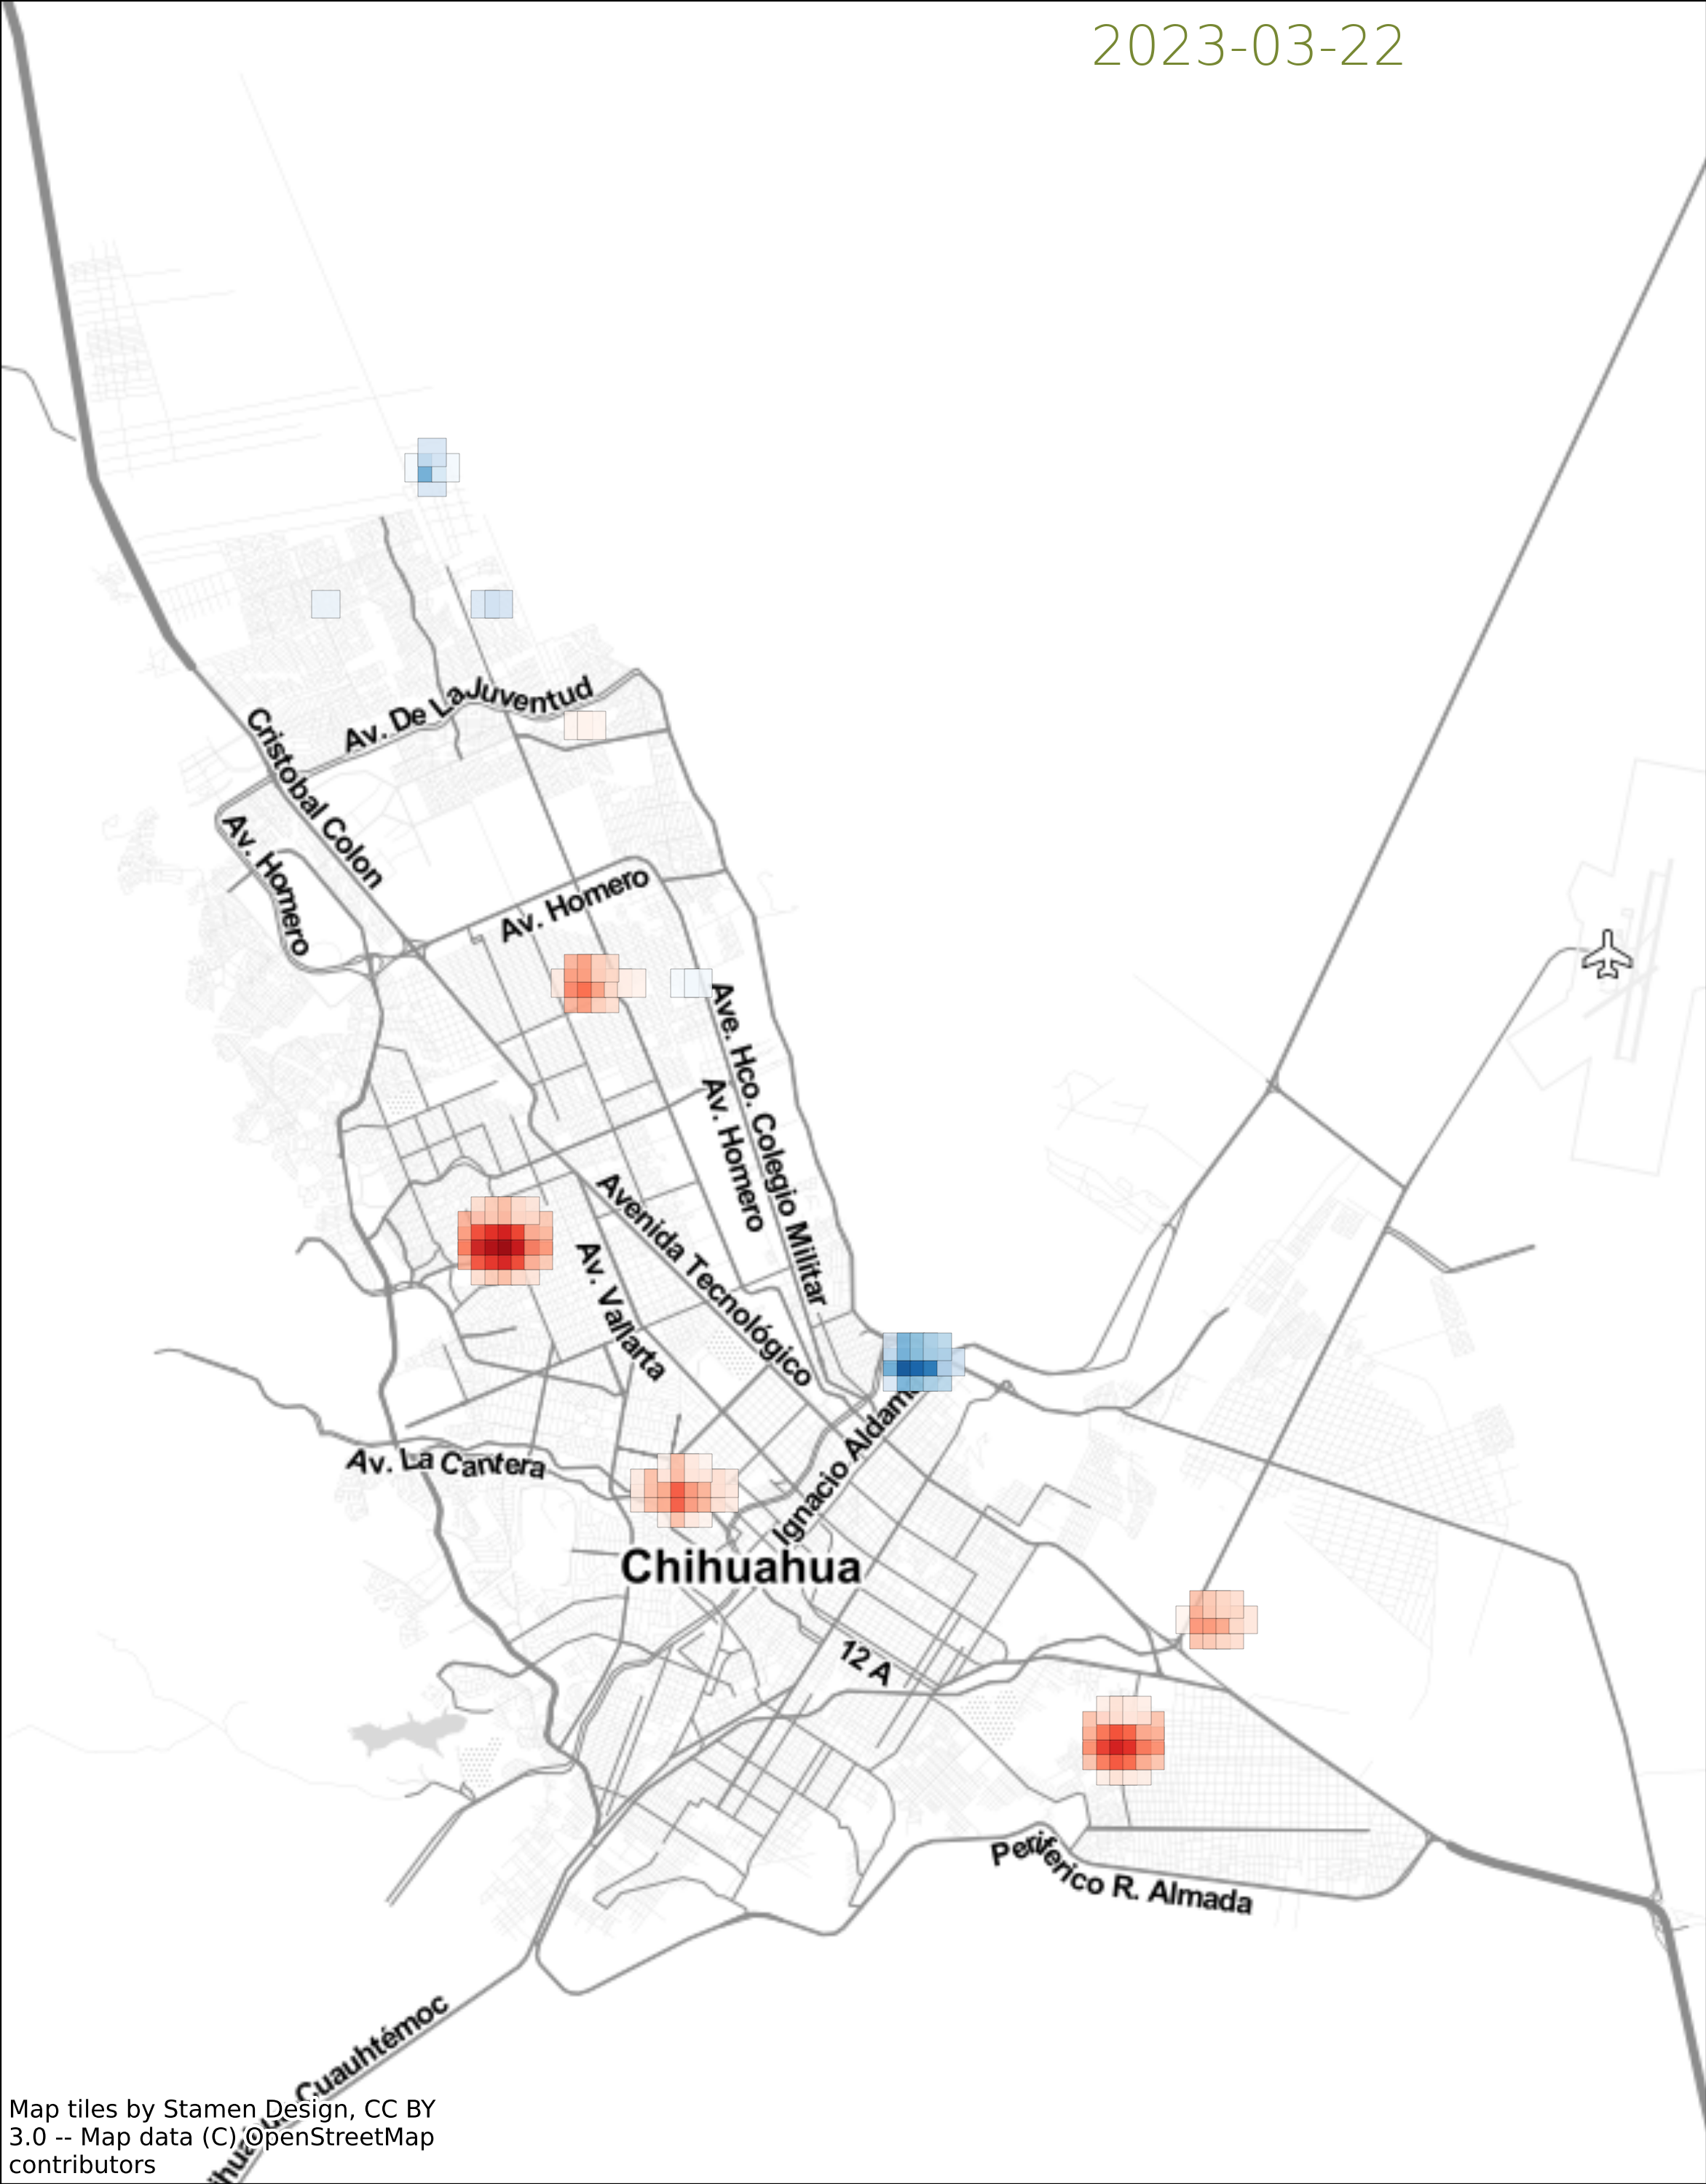 2023-03-22
Av. De La Juventud
Cristobal Colon
Av. Homero
Av. Homero
Ave. Hco. Colegio Militar
Av. Homero
Avenida Tecnológico
Av. Vallarta
Ignacio Aldama
Av. La Cantera
Chihuahua
12 A
Periferico R. Almada
Cuauhtémoc
Map tiles by Stamen Design, CC BY
3.0 -- Map data (C) OpenStreetMap
contributors